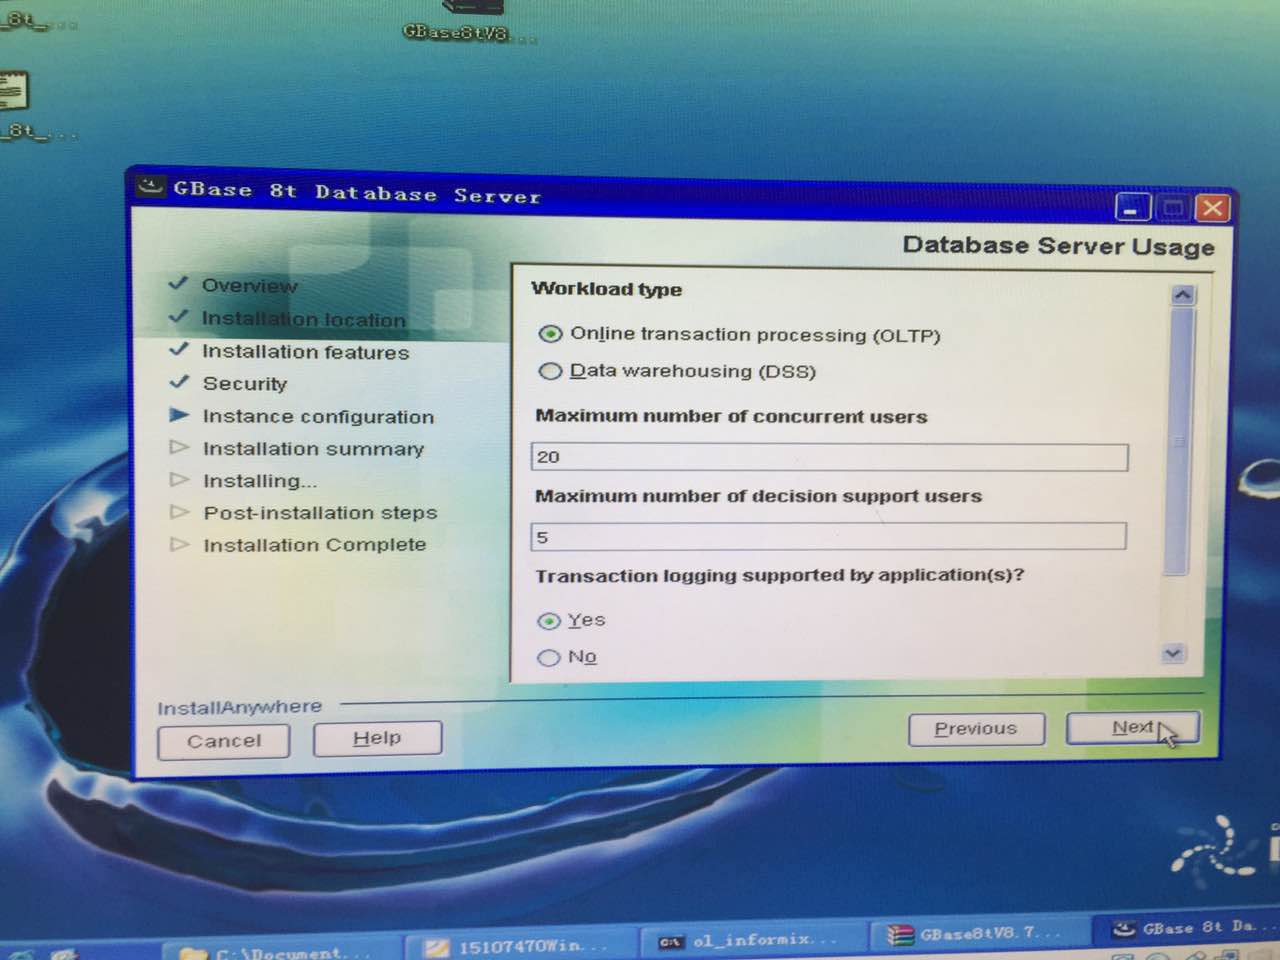 _8t_...
GBase8tV8...
_8t_...
GBase 8t Database Server
Database Server Usage
Overview
Installation location
Installation features
Security
Instance configuration
Installation summary
Installing...
Post-installation steps
Installation Complete
Workload type
Online transaction processing (OLTP)
Data warehousing (DSS)
Maximum number of concurrent users
20
Maximum number of decision support users
5
Transaction logging supported by application(s)?
Yes
No
InstallAnywhere
Cancel
Help
Previous
Next
C:\Document...
15107470Win...
ol_informix...
GBase8tV8.7...
GBase 8t Da...